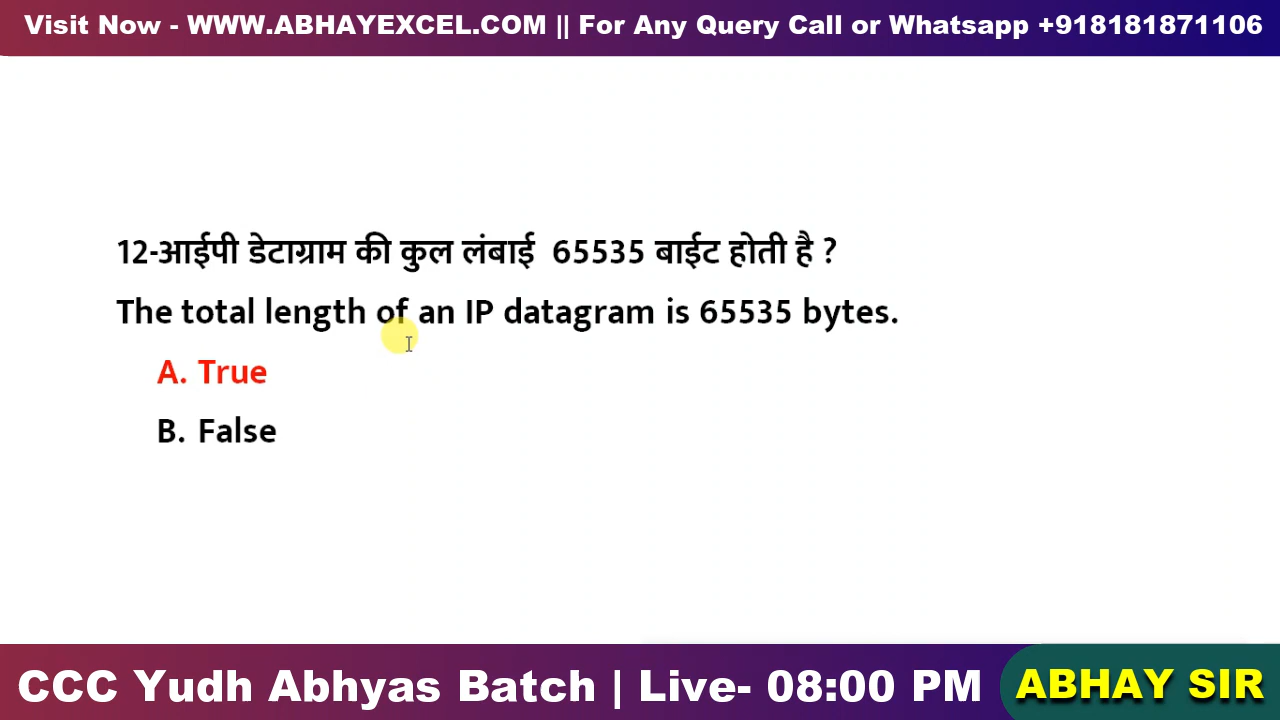 Visit Now - WWW.ABHAYEXCEL.COM || For Any Query Call or Whatsapp +918181871106
12-आईपी डेटाग्राम की कुल लंबाई 65535 बाईट होती है ?
The total length of an IP datagram is 65535 bytes.
A. True
B. False
CCC Yudh Abhyas Batch | Live- 08:00 PM
ABHAY SIR